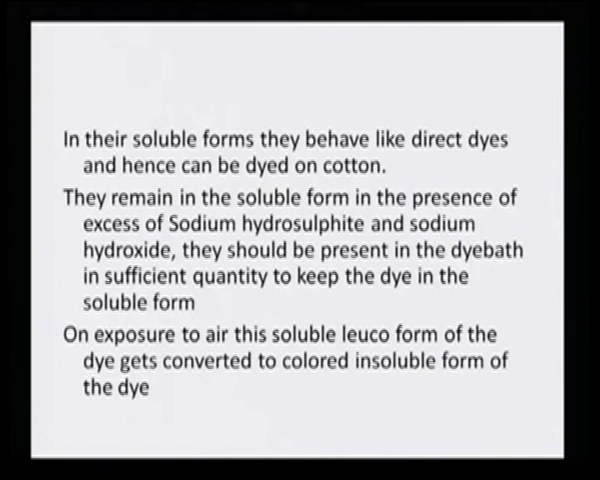 In their soluble forms they behave like direct dyes
and hence can be dyed on cotton.
They remain in the soluble form in the presence of
excess of Sodium hydrosulphite and sodium
hydroxide, they should be present in the dyebath
in sufficient quantity to keep the dye in the
soluble form
On exposure to air this soluble leuco form of the
dye gets converted to colored insoluble form of
the dye